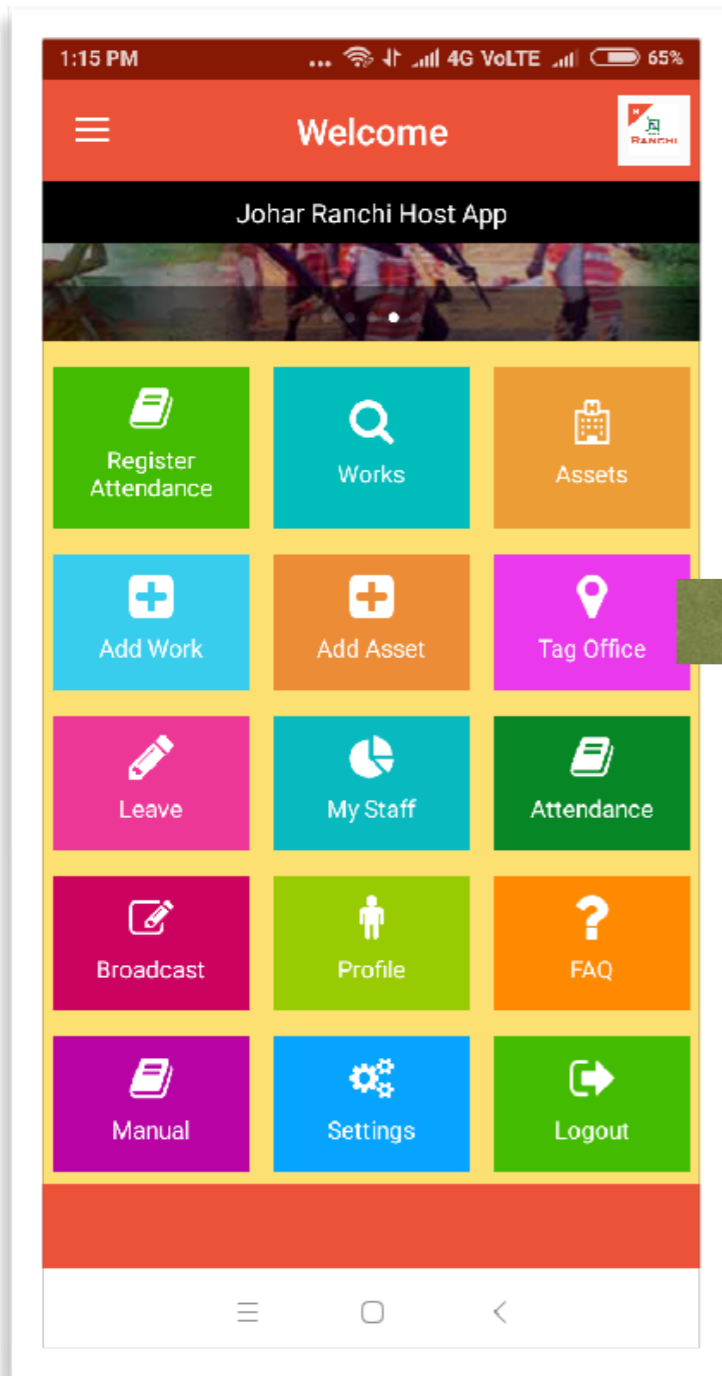 1:15 PM ... 4G VoLTE 65%
Welcome
RANCHI
Johar Ranchi Host App
Register
Attendance
Works
Assets
Add Work
Add Asset
Tag Office
Leave
My Staff
Attendance
Broadcast
Profile
FAQ
Manual
Settings
Logout